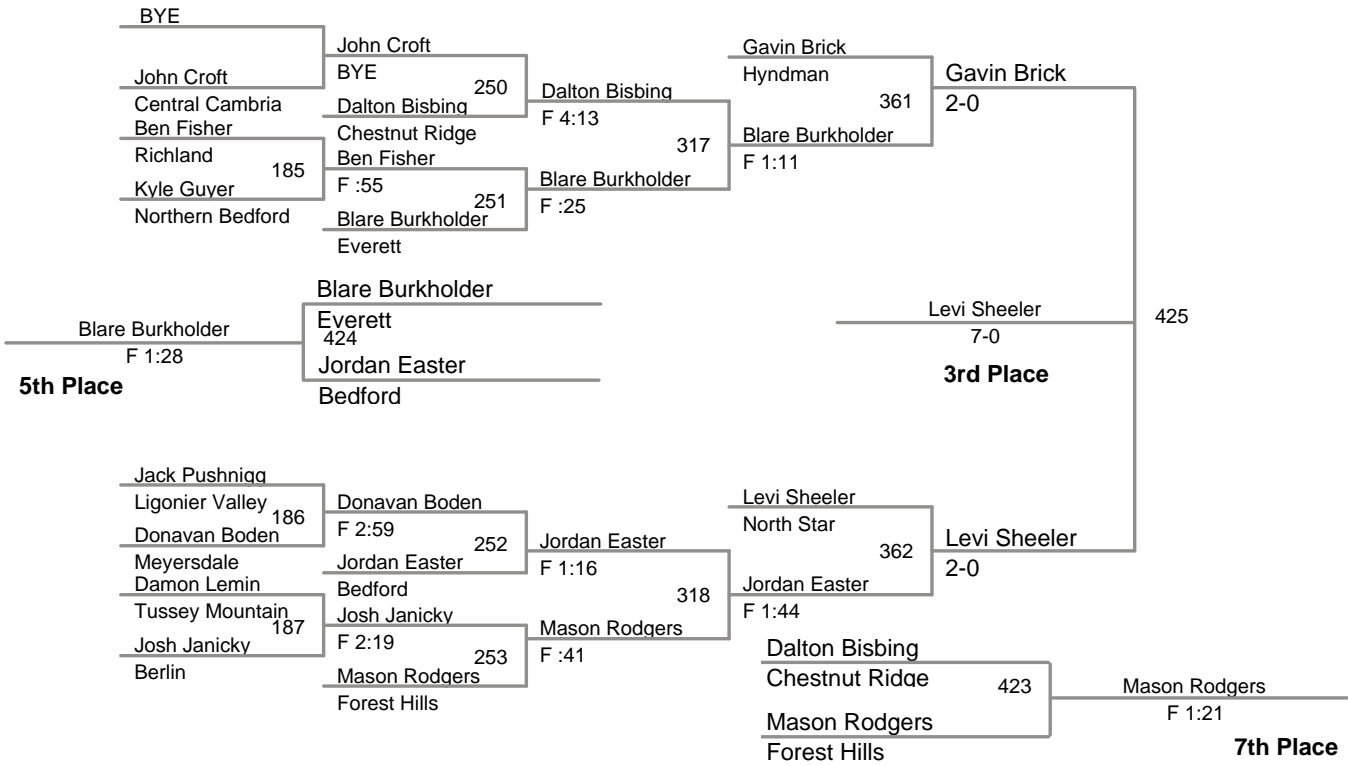 BYE
John Croft
Central Cambria
Ben Fisher
Richland
185
Kyle Guyer
Northern Bedford
John Croft
BYE
250
Dalton Bisbing
Chestnut Ridge
Ben Fisher
F :55
251
Blare Burkholder
Everett
Dalton Bisbing
F 4:13
317
Blare Burkholder
F :25
Gavin Brick
Hyndman
361
Blare Burkholder
F 1:11
Gavin Brick
2-0
Blare Burkholder
Everett
424
Jordan Easter
Bedford
Blare Burkholder
F 1:28
5th Place
Levi Sheeler
7-0
425
3rd Place
Jack Pushnigg
Ligonier Valley
186
Donavan Boden
Meyersdale
Damon Lemin
Tussey Mountain
187
Josh Janicky
Berlin
Donavan Boden
F 2:59
252
Jordan Easter
Bedford
Josh Janicky
F 2:19
253
Mason Rodgers
Forest Hills
Jordan Easter
F 1:16
318
Mason Rodgers
F :41
Levi Sheeler
North Star
362
Jordan Easter
F 1:44
Levi Sheeler
2-0
Dalton Bisbing
Chestnut Ridge
423
Mason Rodgers
Forest Hills
Mason Rodgers
F 1:21
7th Place